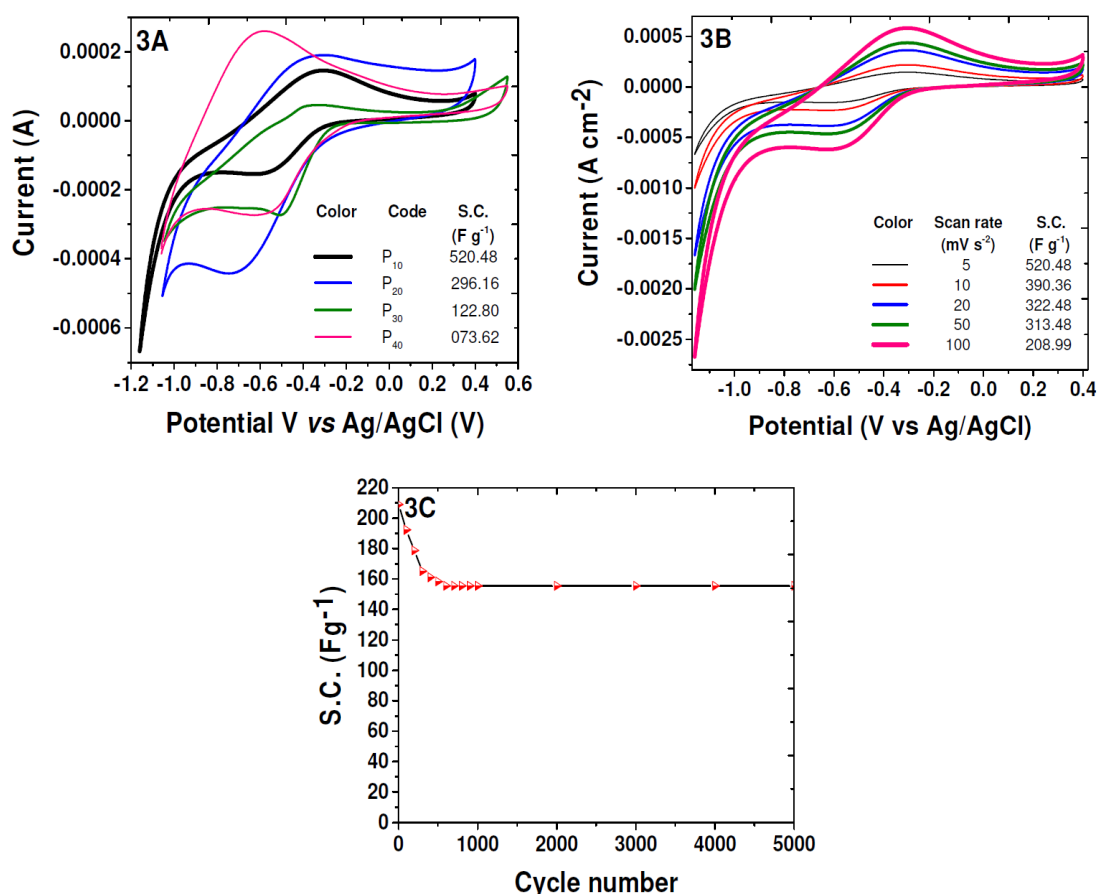 3A
0.0002
0.0000
-0.0002
-0.0004
-0.0006
Current (A)
Color Code S.C. (F g-1)
P10 520.48
P20 296.16
P30 122.80
P40 073.62
-1.2 -1.0 -0.8 -0.6 -0.4 -0.2 0.0 0.2 0.4 0.6
Potential V vs Ag/AgCl (V)
3B
0.0005
0.0000
-0.0005
-0.0010
-0.0015
-0.0020
-0.0025
Current (A cm-2)
Color Scan rate S.C.
(mV s-2) (F g-1)
5 520.48
10 390.36
20 322.48
50 313.48
100 208.99
-1.0 -0.8 -0.6 -0.4 -0.2 0.0 0.2 0.4
Potential (V vs Ag/AgCl)
3C
220
200
180
160
140
120
100
80
60
40
20
0
S.C. (Fg-1)
0 1000 2000 3000 4000 5000
Cycle number